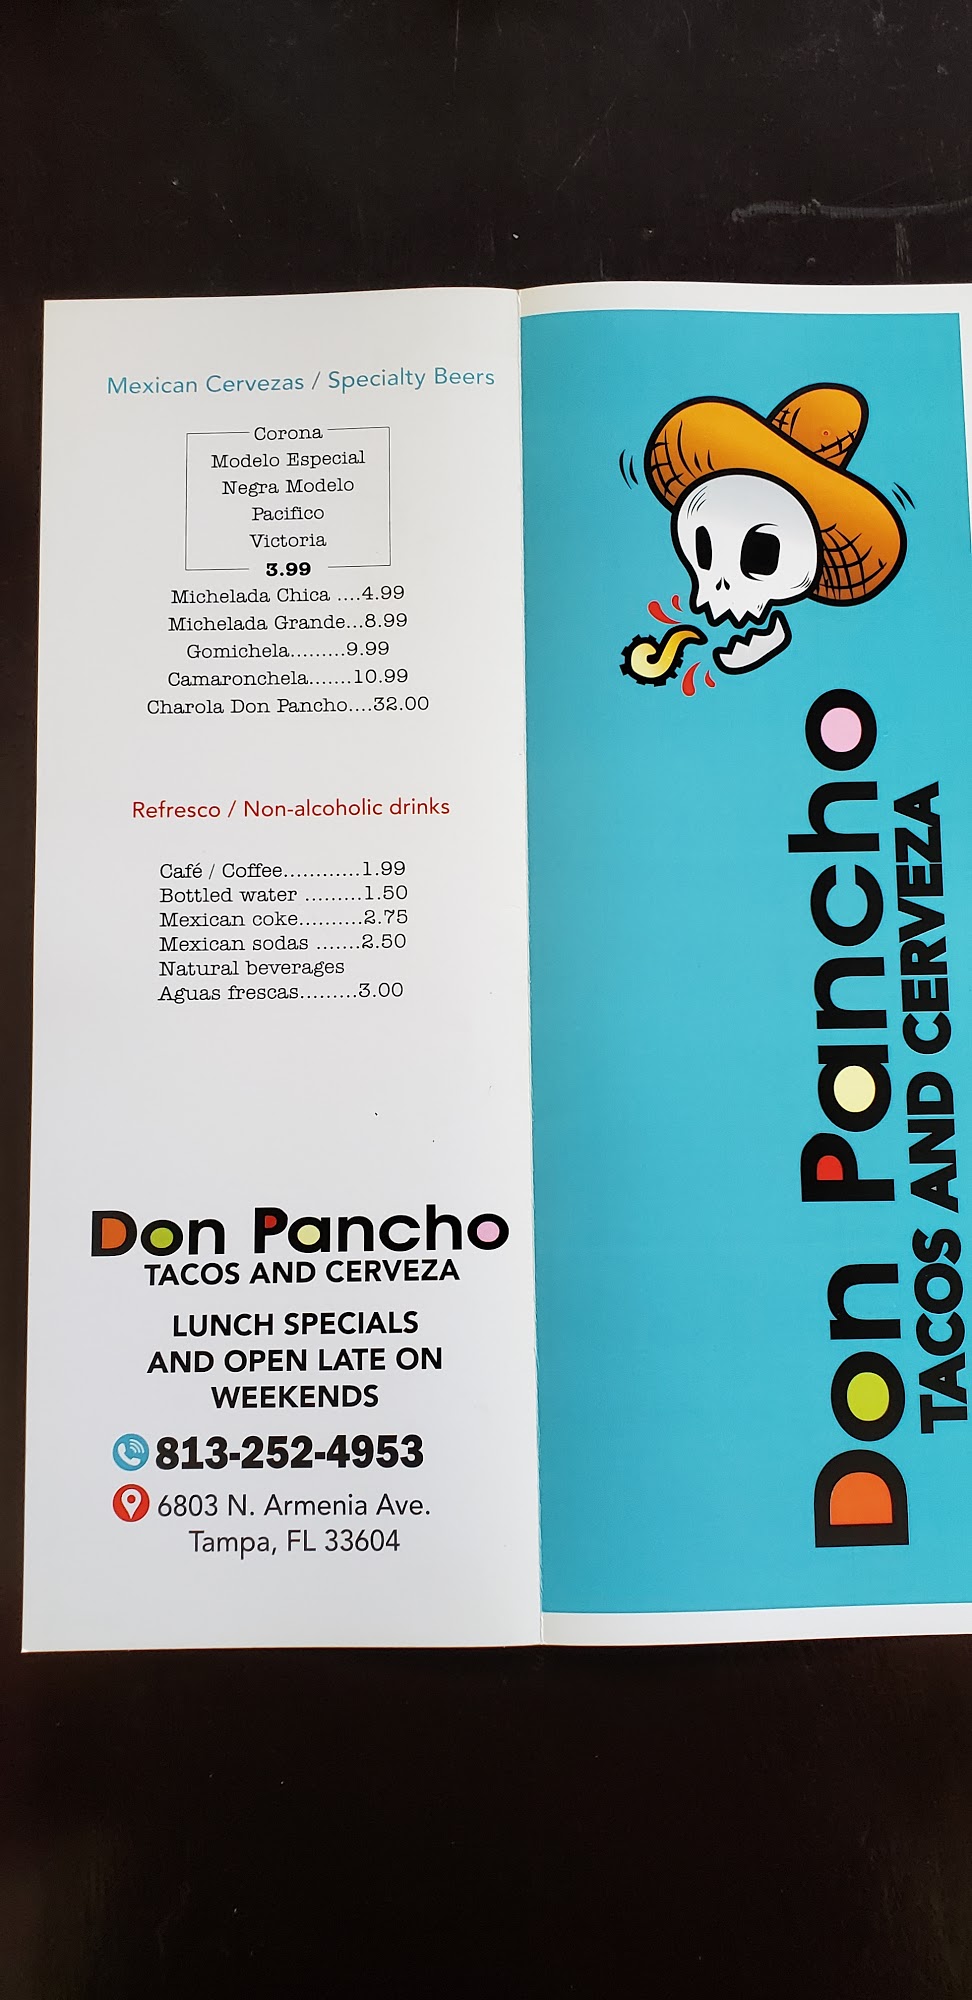 Mexican Cervezas / Specialty Beers
Corona
Modelo Especial
Negra Modelo
Pacifico
Victoria
3.99
Michelada Chica ....4.99
Michelada Grande...8.99
Gomichela.........9.99
Camaronchela.......10.99
Charola Don Pancho....32.00
Refresco / Non-alcoholic drinks
Café / Coffee............1.99
Bottled water .........1.50
Mexican coke..........2.75
Mexican sodas .......2.50
Natural beverages
Aguas frescas.........3.00
Don Pancho
TACOS AND CERVEZA
LUNCH SPECIALS
AND OPEN LATE ON
WEEKENDS
813-252-4953
6803 N. Armenia Ave.
Tampa, FL 33604
Don Pancho
TACOS AND CERVEZA